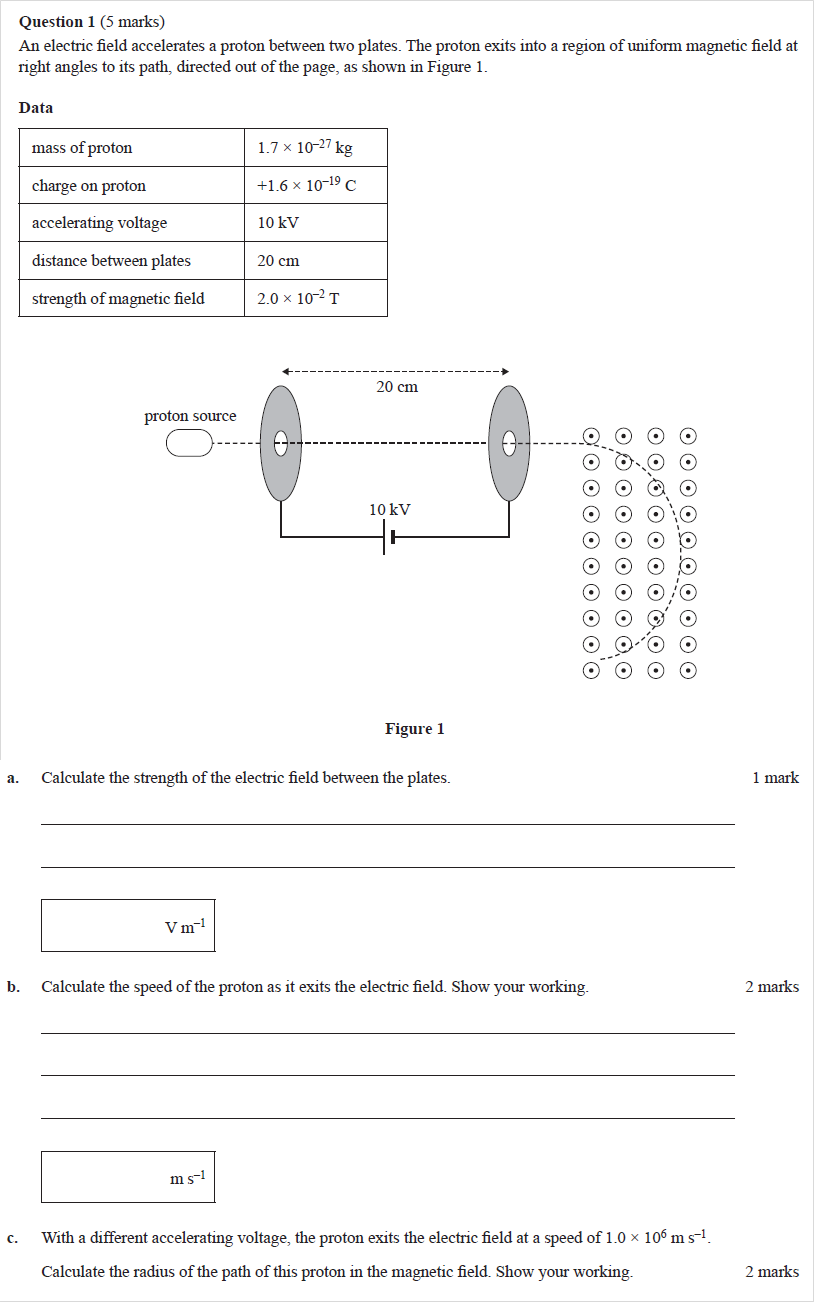 Question 1 (5 marks)
An electric field accelerates a proton between two plates. The proton exits into a region of uniform magnetic field at
right angles to its path, directed out of the page, as shown in Figure 1.
Data
mass of proton 1.7 × 10⁻²⁷ kg
charge on proton +1.6 × 10⁻¹⁹ C
accelerating voltage 10 kV
distance between plates 20 cm
strength of magnetic field 2.0 × 10⁻² T
20 cm
proton source
10 kV
Figure 1
a. Calculate the strength of the electric field between the plates. 1 mark
V m⁻¹
b. Calculate the speed of the proton as it exits the electric field. Show your working. 2 marks
m s⁻¹
c. With a different accelerating voltage, the proton exits the electric field at a speed of 1.0 × 10⁶ m s⁻¹.
Calculate the radius of the path of this proton in the magnetic field. Show your working. 2 marks